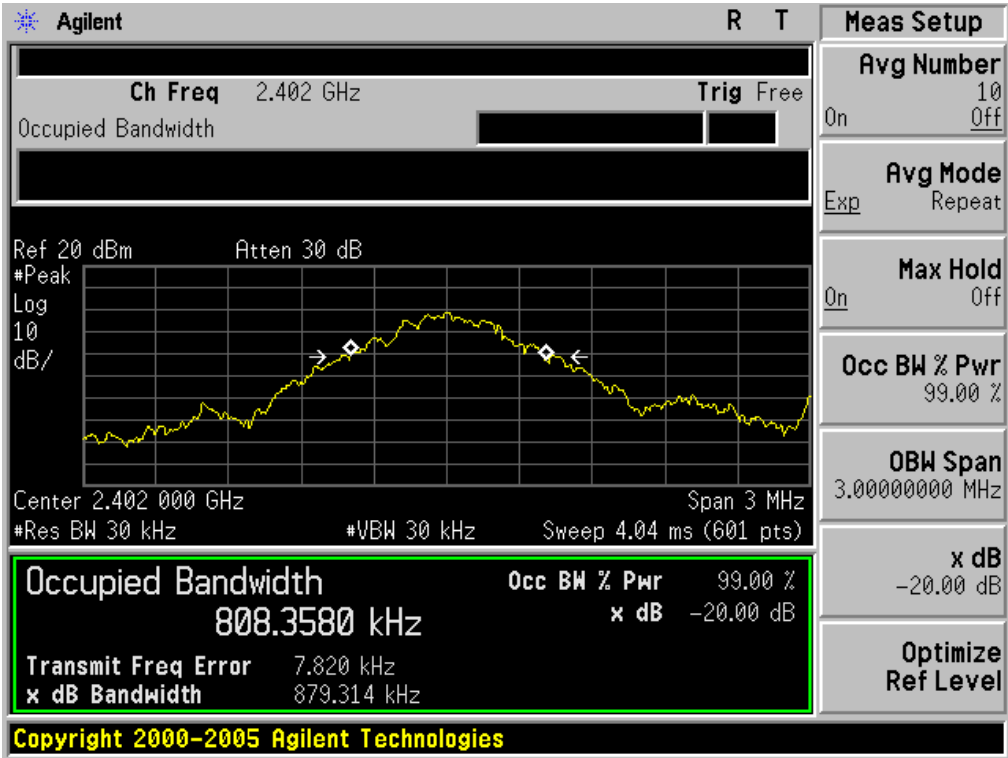 Agilent R T
Ch Freq 2.402 GHz Trig Free
Occupied Bandwidth
Ref 20 dBm Atten 30 dB
#Peak
Log
10
dB/
Center 2.402 000 GHz Span 3 MHz
#Res BW 30 kHz #VBW 30 kHz Sweep 4.04 ms (601 pts)
Occupied Bandwidth Occ BW % Pwr 99.00 %
808.3580 kHz x dB -20.00 dB
Transmit Freq Error 7.820 kHz
x dB Bandwidth 879.314 kHz
Copyright 2000-2005 Agilent Technologies
Meas Setup
Avg Number
10
On Off
Avg Mode
Exp Repeat
Max Hold
On Off
Occ BW % Pwr
99.00 %
OBW Span
3.00000000 MHz
x dB
-20.00 dB
Optimize
Ref Level